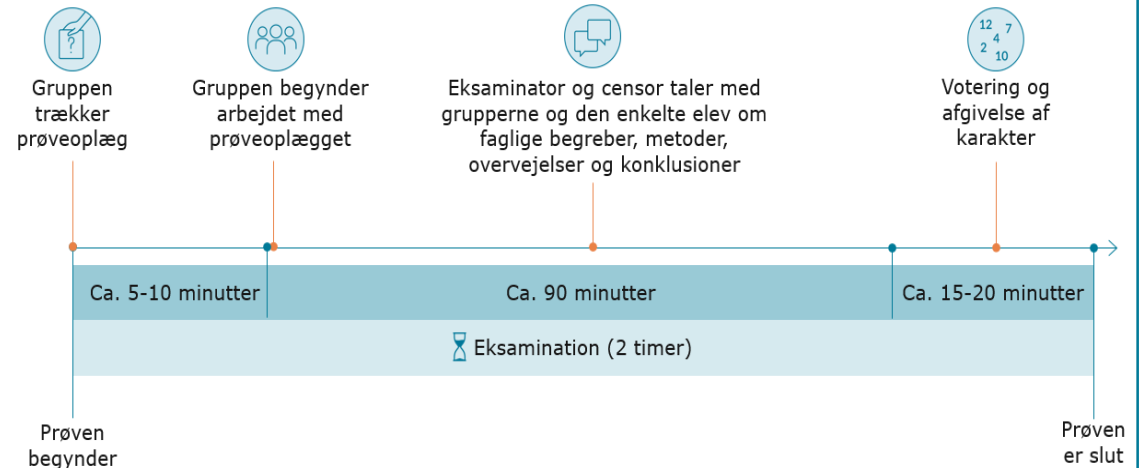 ?
12
7
4
2
10
Gruppen
trækker
prøveoplæg
Gruppen begynder
arbejdet med
prøveoplægget
Eksaminator og censor taler med
grupperne og den enkelte elev om
faglige begreber, metoder,
overvejelser og konklusioner
Votering og
afgivelse af
karakter
Ca. 5-10 minutter
Ca. 90 minutter
Ca. 15-20 minutter
Eksamination (2 timer)
Prøven
begynder
Prøven
er slut